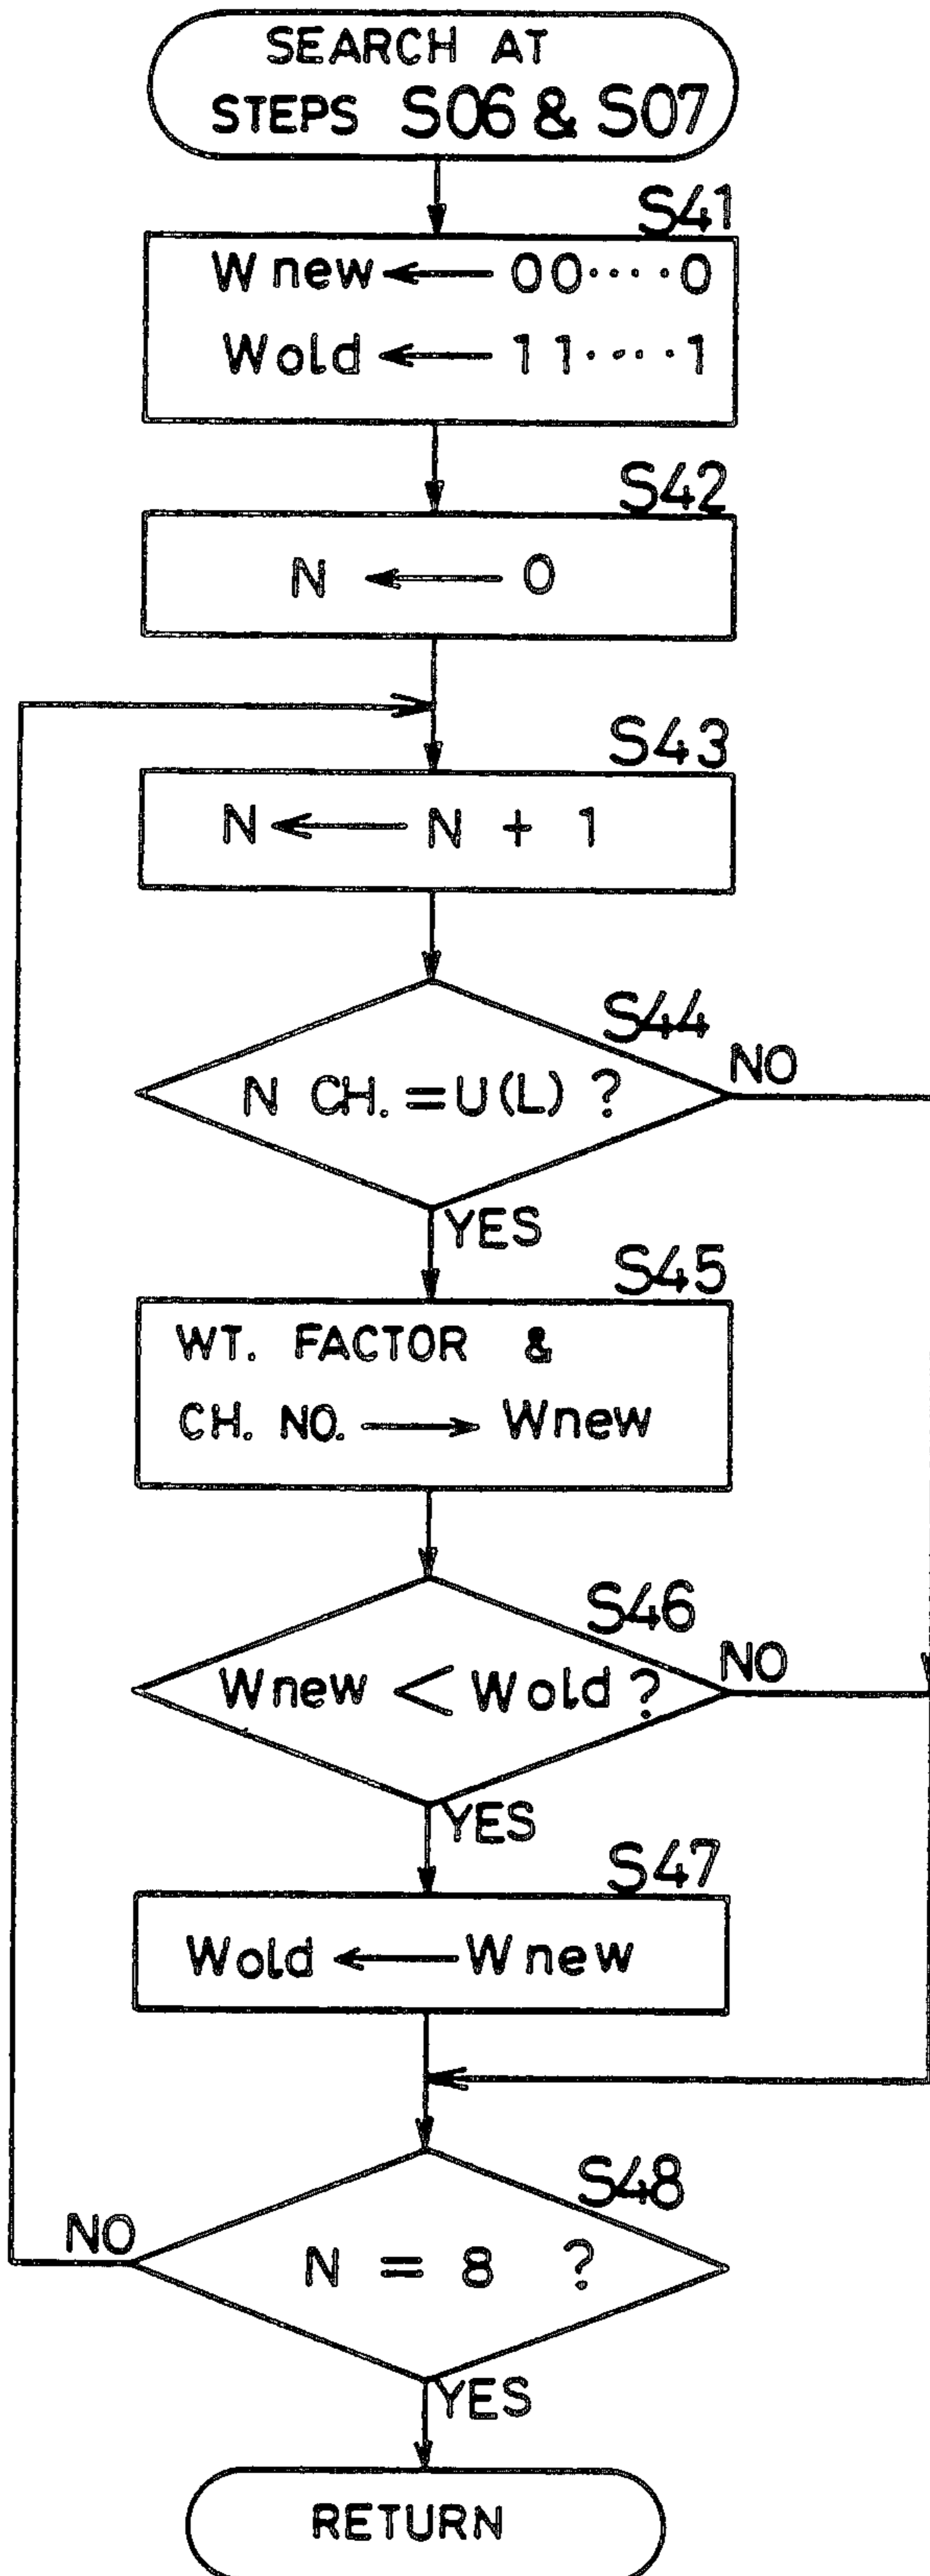 SEARCH AT
STEPS S06 & S07
S41
Wnew ← 00····0
Wold ← 11····1
S42
N ← 0
S43
N ← N + 1
S44
N CH. = U(L) ?
NO
YES
S45
WT. FACTOR &
CH. NO. → Wnew
S46
Wnew < Wold ?
NO
YES
S47
Wold ← Wnew
S48
NO
N = 8 ?
YES
RETURN